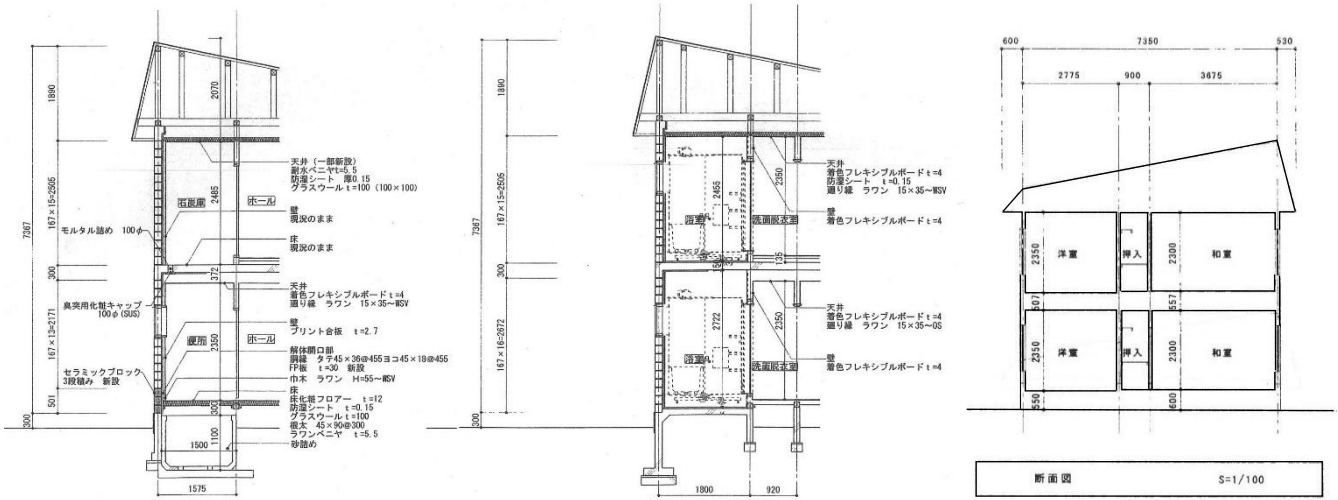 1890
2070
7367
167×15=2505
2485
天井（一部新設）
耐水ベニヤt=5.5
防湿シート 厚0.15
グラスウール t=100 (100×100)
石炭庫
ホール
壁
現況のまま
モルタル詰め 100φ
床
現況のまま
300
372
天井
着色フレキシブルボード t=4
廻り縁 ラワン 15×35~WSV
臭突用化粧キャップ
100φ(SUS)
167×13=2171
壁
プリント合板 t=2.7
便所
2350
ホール
解体開口部
胴縁 タテ45×36@455ヨコ45×18@455
FP板 t=30 新設
セラミックブロック
3段積み 新設
巾木 ラワン H=55~WSV
501
床
床化粧フロアー t=12
防湿シート t=0.15
グラスウール t=100
根太 45×90@300
ラワンベニヤ t=5.5
砂詰め
300
300
1100
1500
1575
1890
7367
167×15=2505
2455
2350
天井
着色フレキシブルボード t=4
防湿シート t=0.15
廻り縁 ラワン 15×35~WSV
浴室
洗面脱衣室
壁
着色フレキシブルボード t=4
135
300
天井
着色フレキシブルボード t=4
廻り縁 ラワン 15×35~OS
167×16=2672
2722
2350
浴室
洗面脱衣室
壁
着色フレキシブルボード t=4
300
1800
920
600
7350
530
2775
900
3675
2350
洋室
押入
2300
和室
507
557
2350
洋室
押入
2300
和室
550
600
断面図
S=1/100